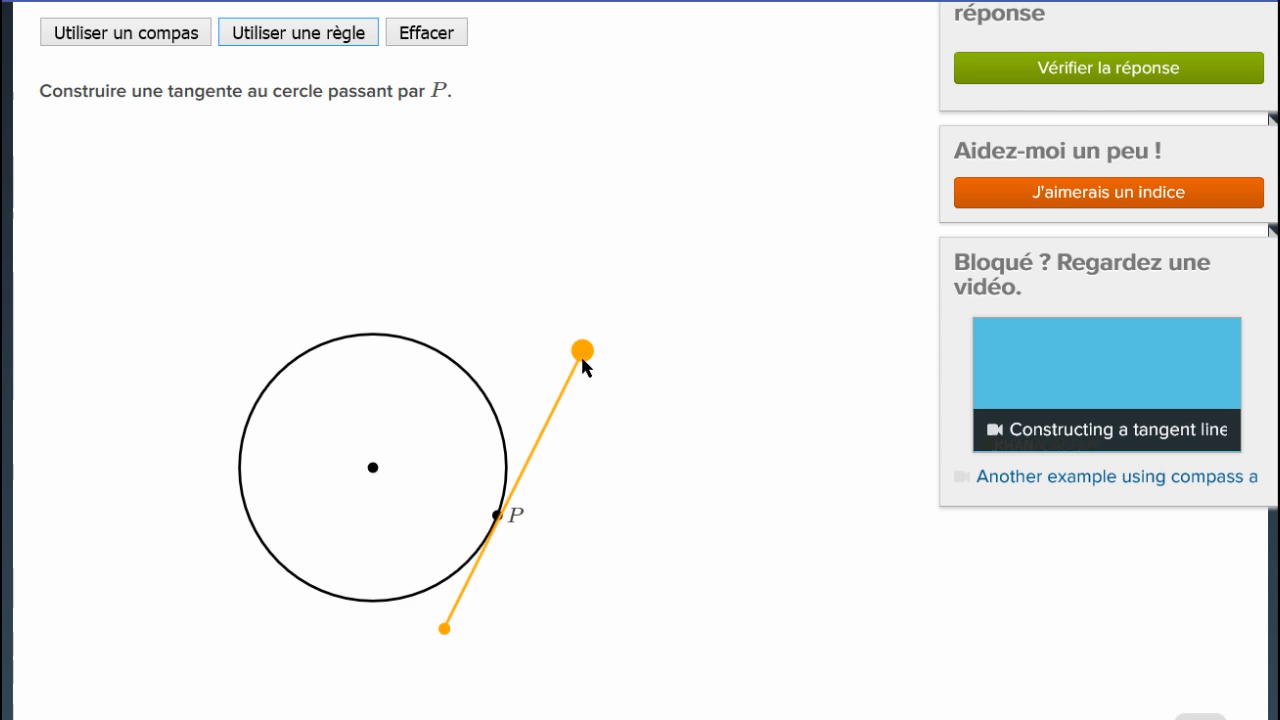 réponse
Utiliser un compas Utiliser une règle Effacer
Vérifier la réponse
Construire une tangente au cercle passant par P.
Aidez-moi un peu !
J'aimerais un indice
Bloqué ? Regardez une
vidéo.
Constructing a tangent line
Another example using compass a
P